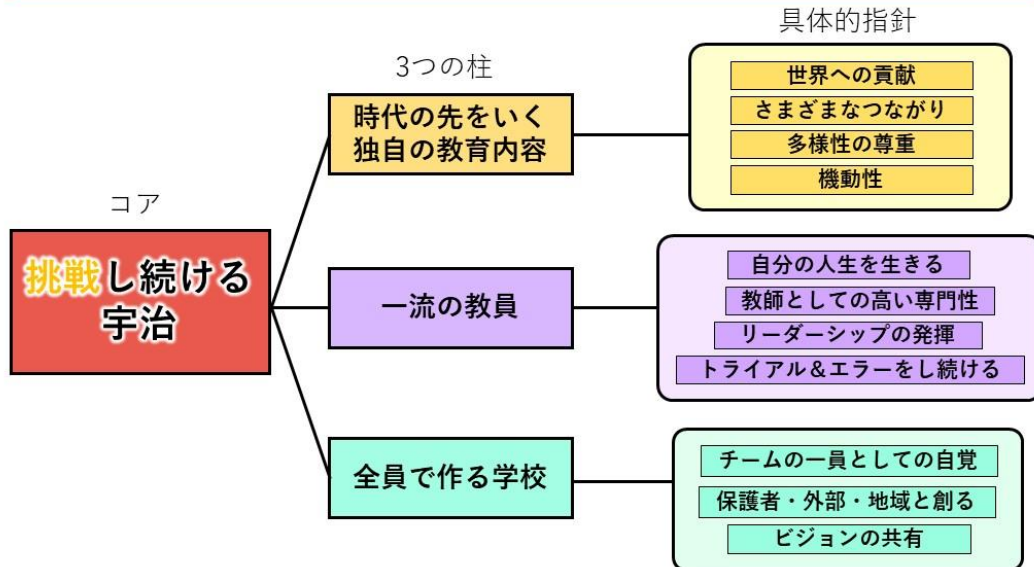 具体的指針
3つの柱
コア
挑戦し続ける
宇治
時代の先をいく
独自の教育内容
世界への貢献
さまざまなつながり
多様性の尊重
機動性
一流の教員
自分の人生を生きる
教師としての高い専門性
リーダーシップの発揮
トライアル&エラーをし続ける
全員で作る学校
チームの一員としての自覚
保護者・外部・地域と創る
ビジョンの共有